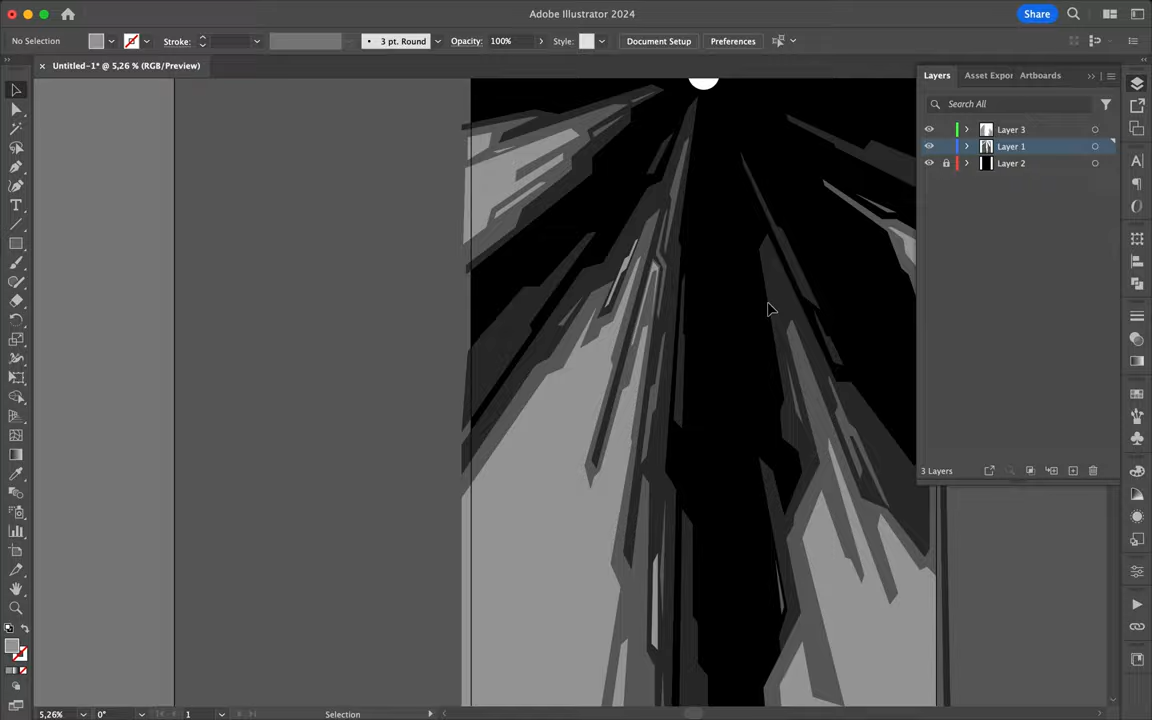 Adobe Illustrator 2024
Share
No Selection
Stroke:
3 pt. Round
Opacity:
100%
Style:
Document Setup
Preferences
Untitled-1* @ 5,26 % (RGB/Preview)
Layers
Asset Expor
Artboards
Search All
Layer 3
Layer 1
Layer 2
3 Layers
5,26%
0°
1
Selection